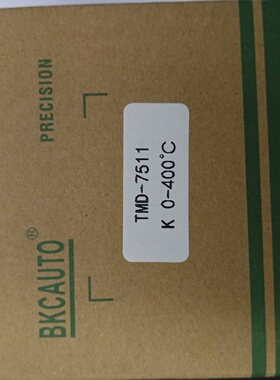 BKCAUTO®
PRECISION
TMD-7511
K 0-400℃